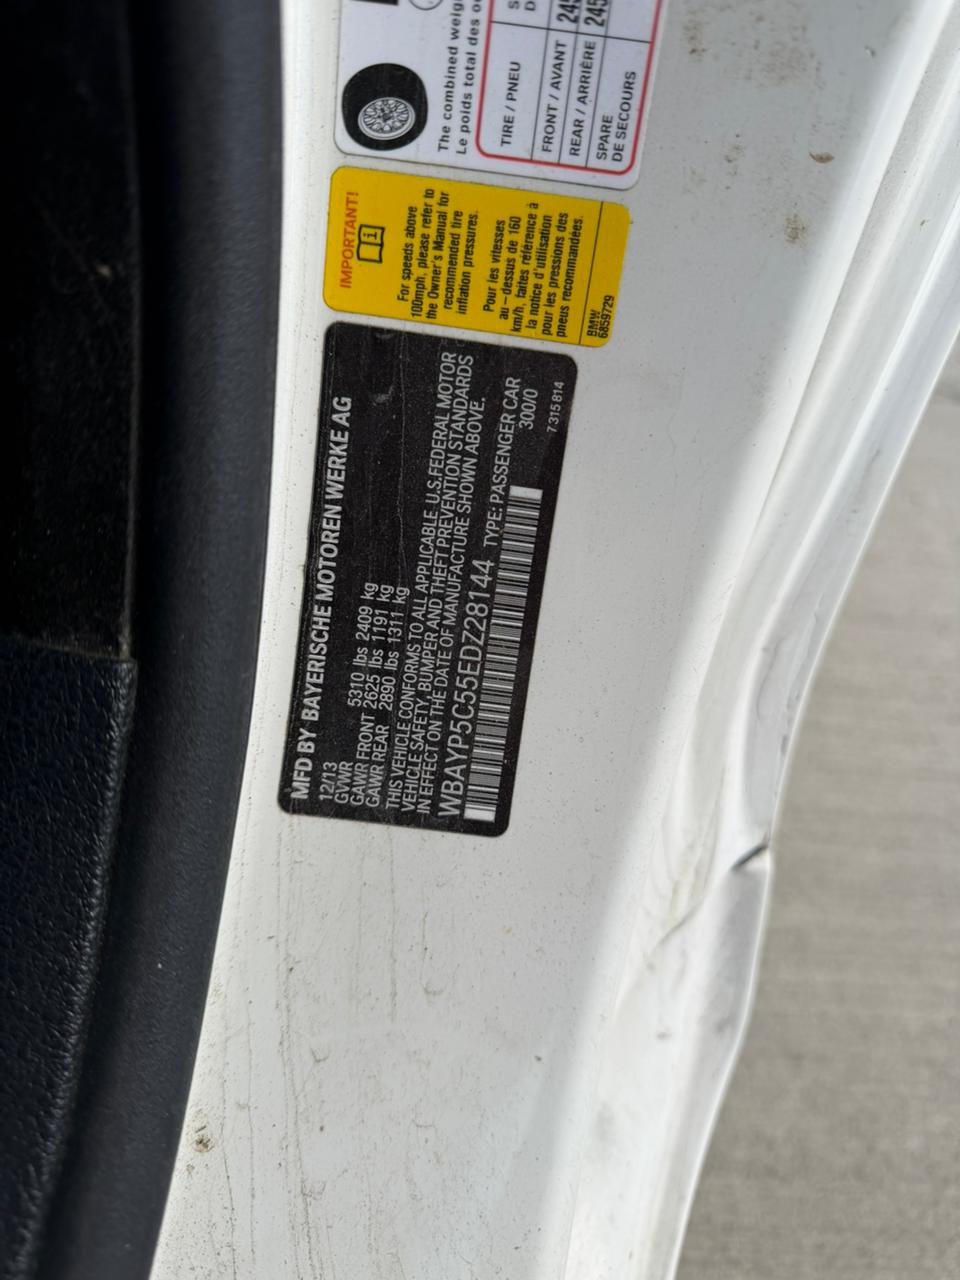 The combined weigh
Le poids total des oc
TIRE / PNEU
FRONT / AVANT 245
REAR / ARRIÈRE 245
SPARE
DE SECOURS
IMPORTANT!
i
For speeds above
100mph, please refer to
the Owner's Manual for
recommended tire
inflation pressures.
Pour les vitesses
au-dessus de 160
km/h, faites référence à
la notice d'utilisation
pour les pressions des
pneus recommandées.
BMW
6859729
MFD BY BAYERISCHE MOTOREN WERKE AG
12/13
GVWR 5310 lbs 2409 kg
GAWR FRONT 2625 lbs 1191 kg
GAWR REAR 2890 lbs 1311 kg
THIS VEHICLE CONFORMS TO ALL APPLICABLE U.S.FEDERAL MOTOR
VEHICLE SAFETY, BUMPER AND THEFT PREVENTION STANDARDS
IN EFFECT ON THE DATE OF MANUFACTURE SHOWN ABOVE.
WBAYP5C55EDZ28144 TYPE: PASSENGER CAR
300/0
7315814